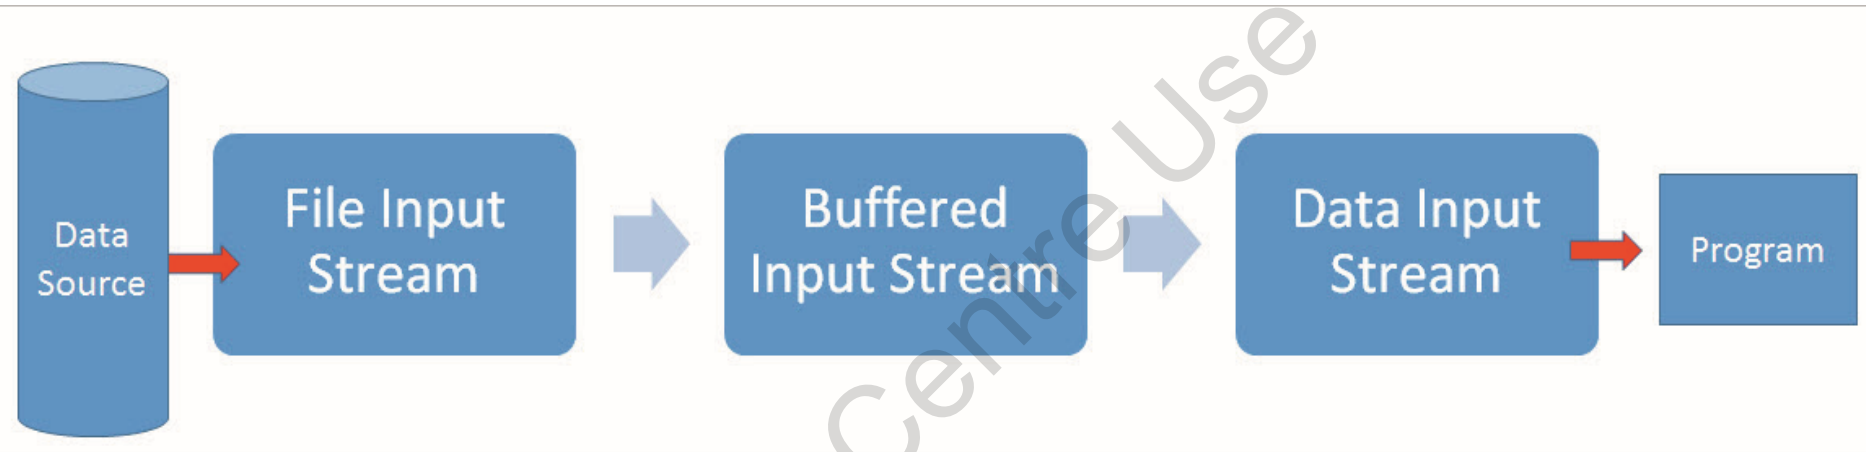 Data
Source
File Input
Stream
Buffered
Input Stream
Data Input
Stream
Program
Centre Use